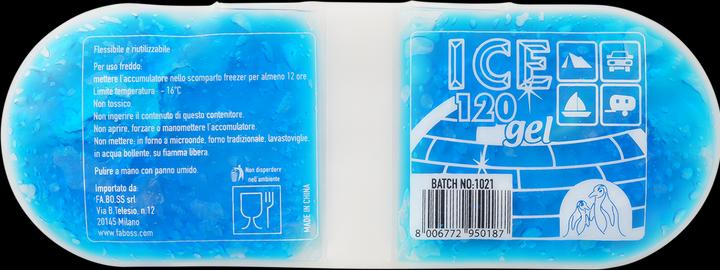 Flessibile e riutilizzabile
Per uso freddo:
mettere l'accumulatore nello scomparto freezer per almeno 12 ore
Limite temperatura - 16°C
Non tossico
Non ingerire il contenuto di questo contenitore.
Non aprire, forzare o manomettere l'accumulatore.
Non mettere: in forno a microonde, forno tradizionale, lavastoviglie,
in acqua bollente, su fiamma libera.
Pulire a mano con panno umido.
Importato da:
FA.BO.SS srl
Via B.Telesio, n.12
20145 Milano
www.faboss.com
Non disperdere
nell'ambiente
MADE IN CHINA
ICE
120
gel
BATCH NO:1021
8 006772 950187